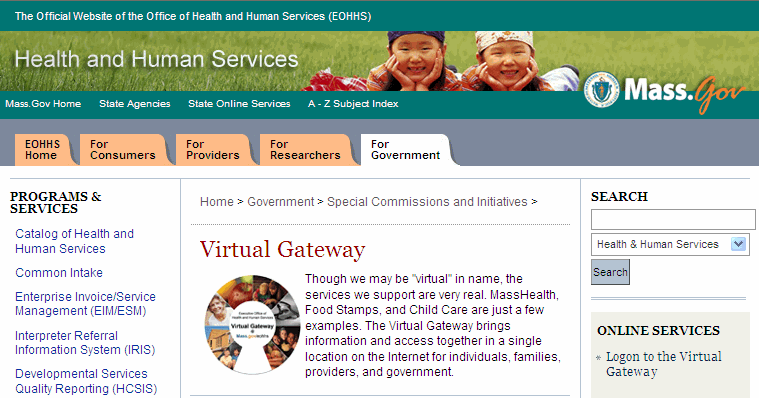 The Official Website of the Office of Health and Human Services (EOHHS)
Health and Human Services
Mass.Gov
Mass.Gov Home State Agencies State Online Services A - Z Subject Index
EOHHS
Home
For
Consumers
For
Providers
For
Researchers
For
Government
PROGRAMS &
SERVICES
Catalog of Health and
Human Services
Common Intake
Enterprise Invoice/Service
Management (EIM/ESM)
Interpreter Referral
Information System (IRIS)
Developmental Services
Quality Reporting (HCSIS)
Home > Government > Special Commissions and Initiatives >
Virtual Gateway
Executive Office of
Health and Human Services
Virtual Gateway
Mass.gov/eohhs
Though we may be "virtual" in name, the
services we support are very real. MassHealth,
Food Stamps, and Child Care are just a few
examples. The Virtual Gateway brings
information and access together in a single
location on the Internet for individuals, families,
providers, and government.
SEARCH
Health & Human Services
Search
ONLINE SERVICES
Logon to the Virtual
Gateway